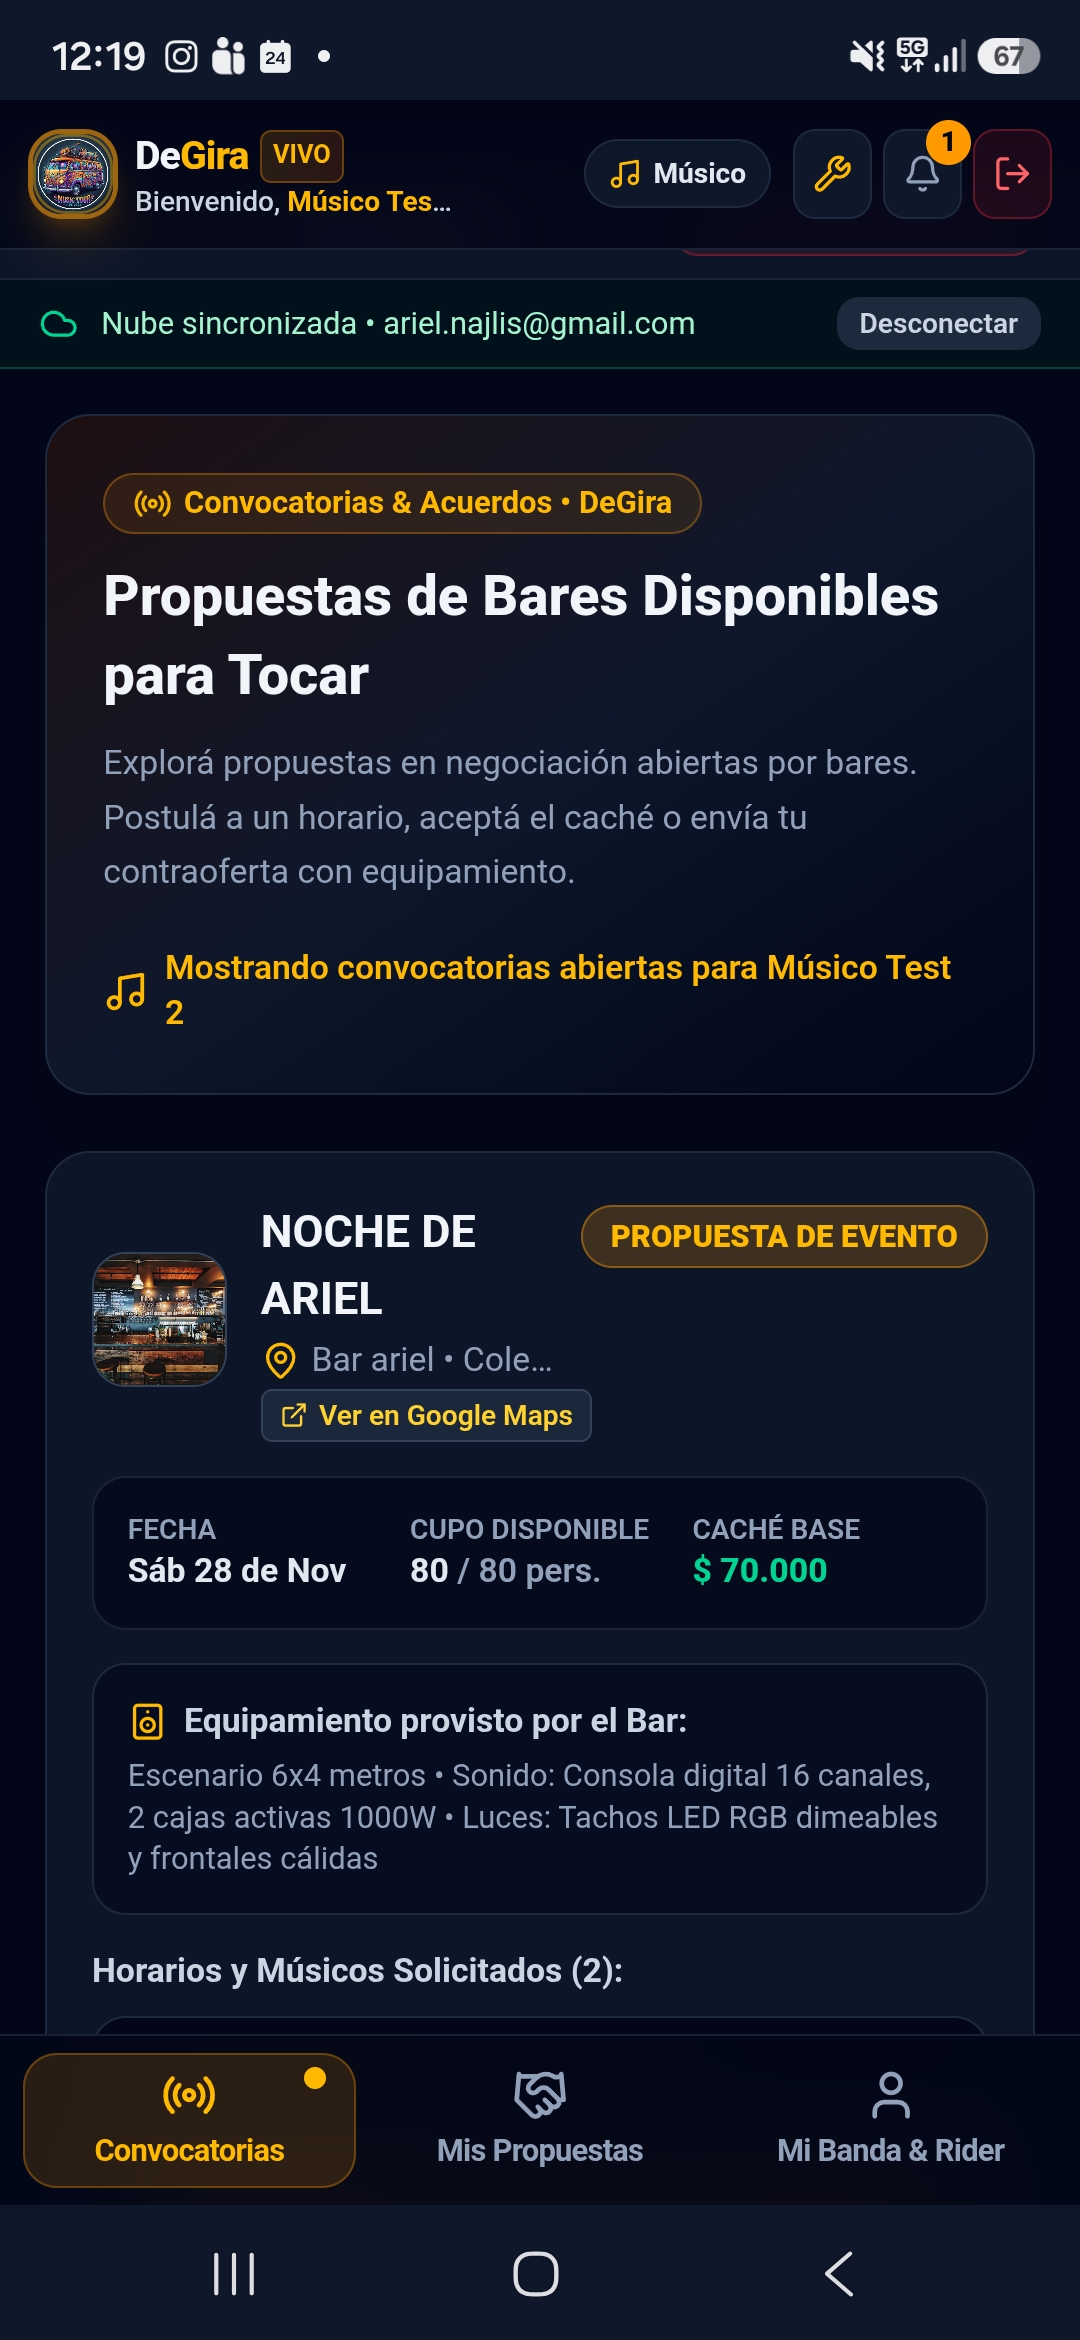 12:19
24
5G
67
DeGira VIVO
Bienvenido, Músico Tes...
Músico
1
Nube sincronizada • ariel.najlis@gmail.com
Desconectar
Convocatorias & Acuerdos • DeGira
Propuestas de Bares Disponibles
para Tocar
Explorá propuestas en negociación abiertas por bares.
Postulá a un horario, aceptá el caché o envía tu
contraoferta con equipamiento.
Mostrando convocatorias abiertas para Músico Test
2
NOCHE DE
ARIEL
PROPUESTA DE EVENTO
Bar ariel • Cole...
Ver en Google Maps
FECHA
Sáb 28 de Nov
CUPO DISPONIBLE
80 / 80 pers.
CACHÉ BASE
$ 70.000
Equipamiento provisto por el Bar:
Escenario 6x4 metros • Sonido: Consola digital 16 canales,
2 cajas activas 1000W • Luces: Tachos LED RGB dimeables
y frontales cálidas
Horarios y Músicos Solicitados (2):
Convocatorias
Mis Propuestas
Mi Banda & Rider